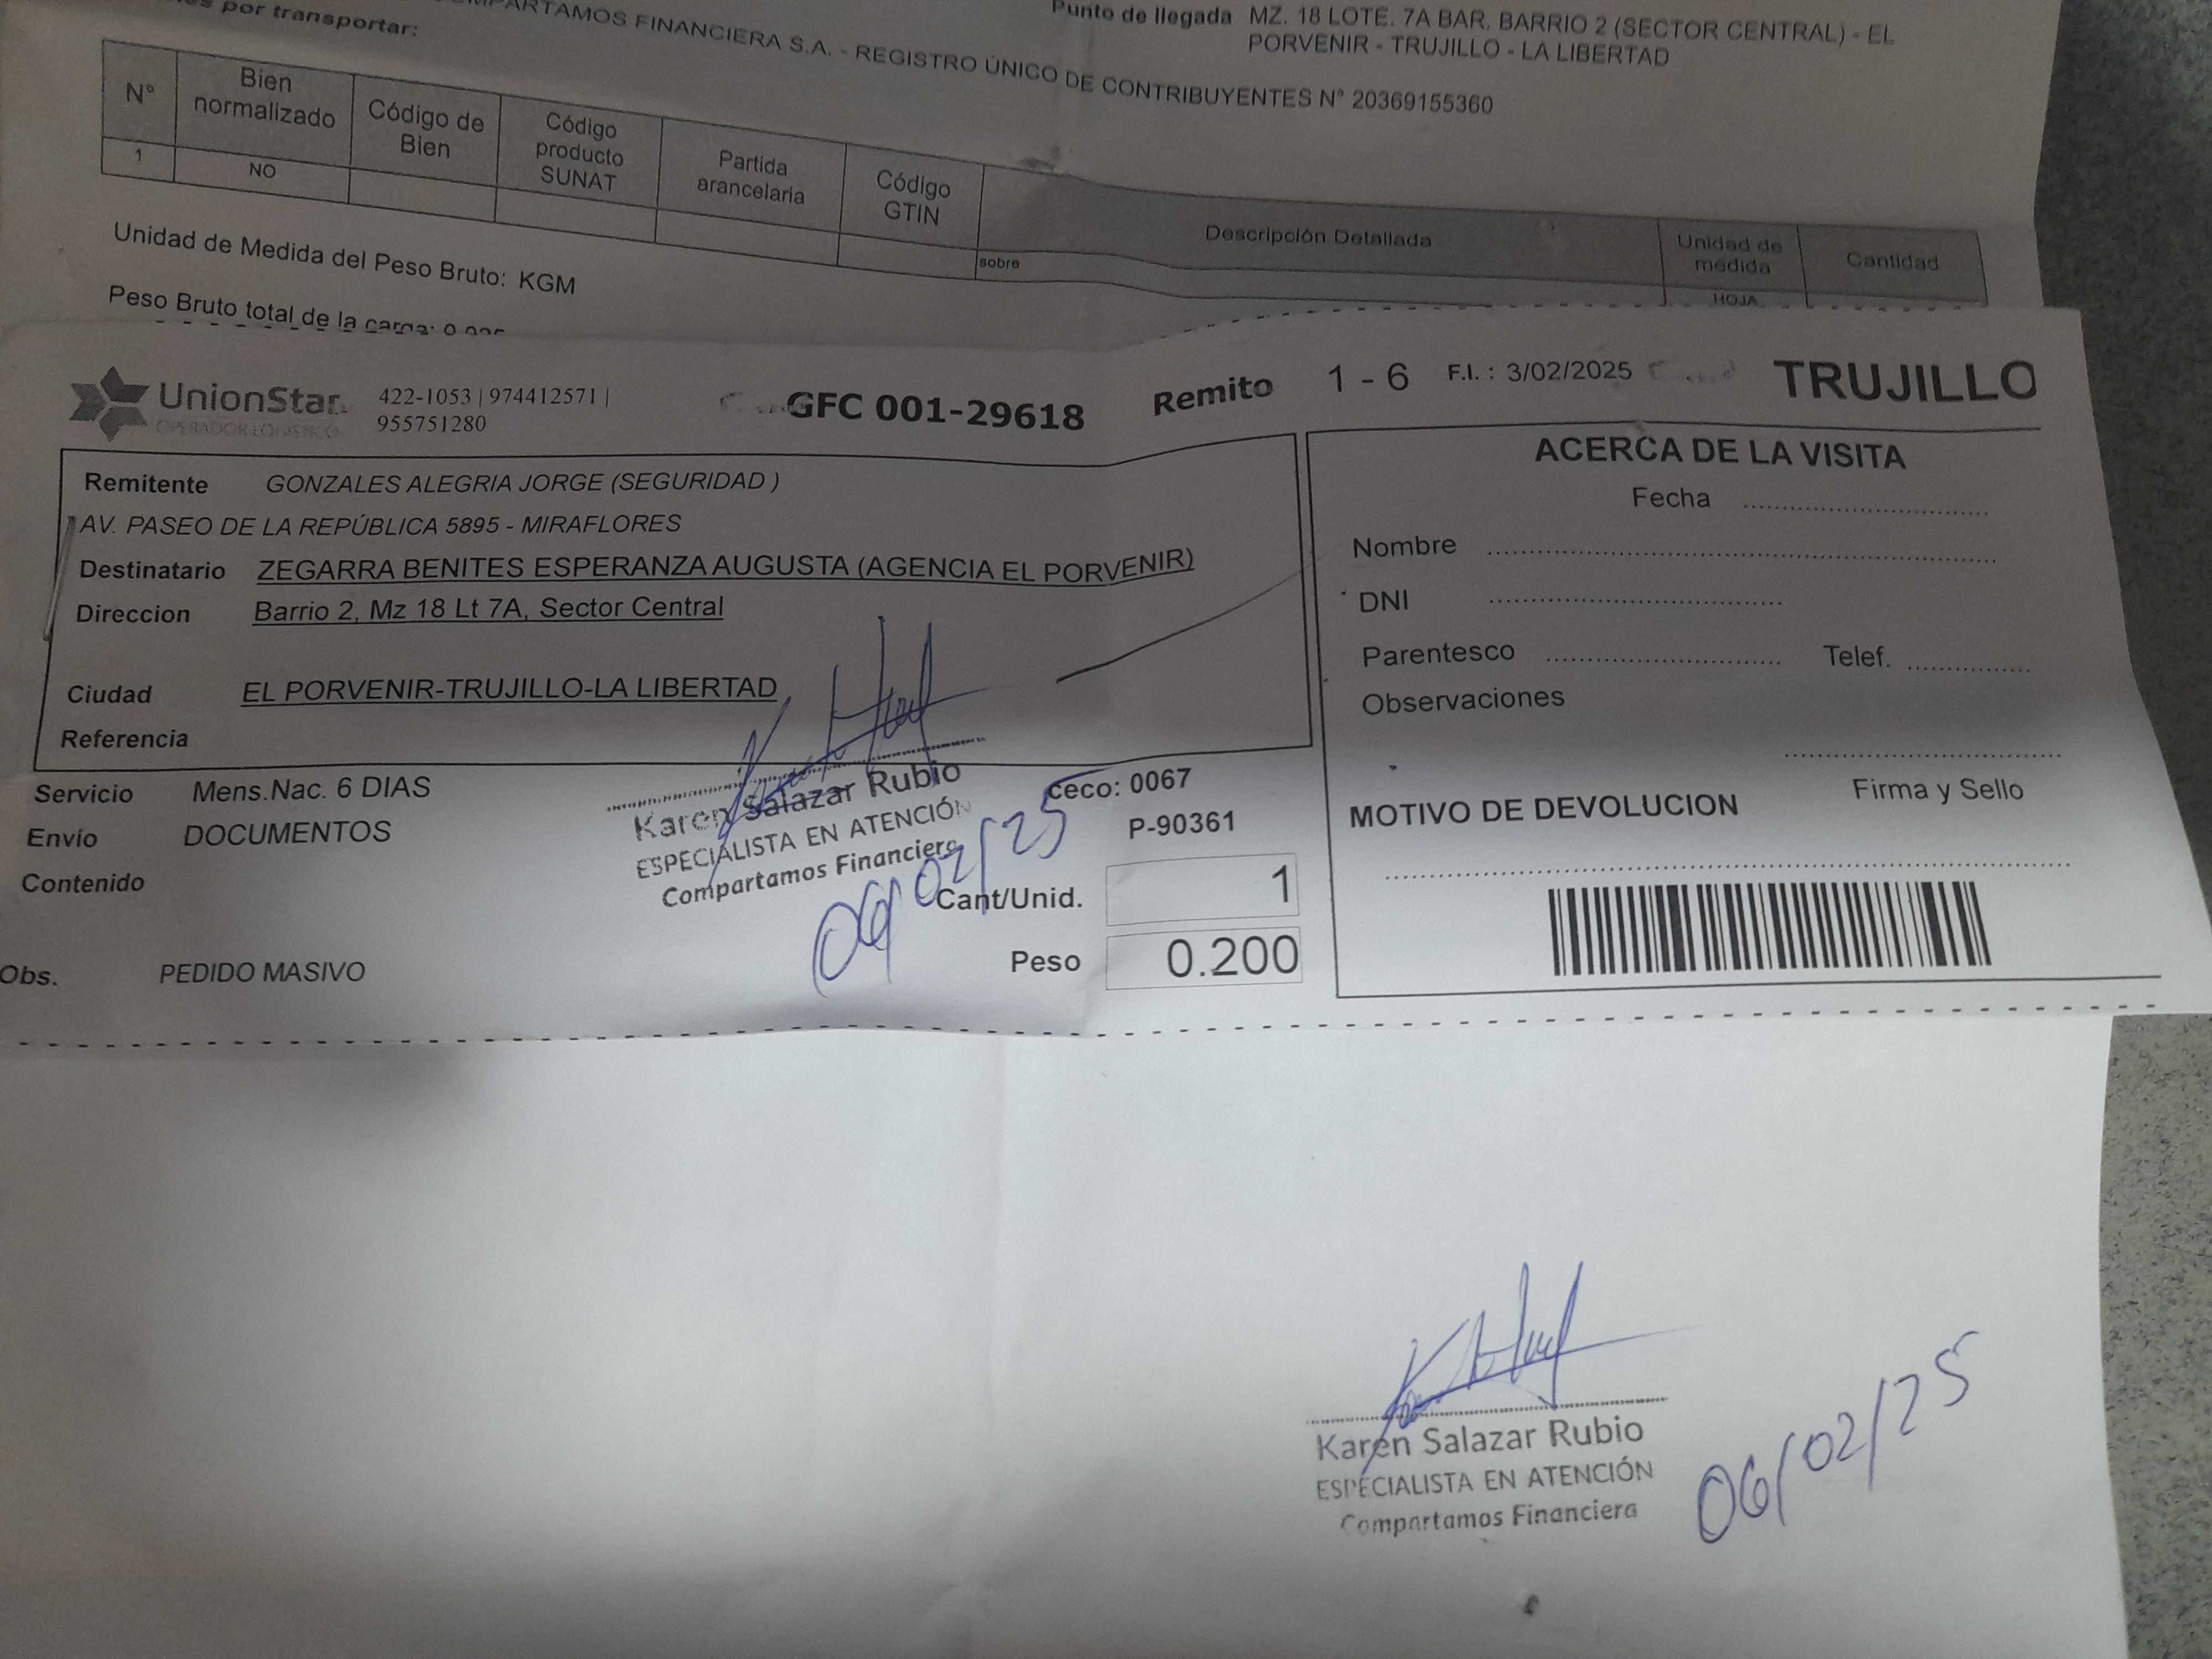 por transportar:
COMPARTAMOS FINANCIERA S.A. - REGISTRO ÚNICO DE CONTRIBUYENTES N° 20369155360
Punto de llegada MZ. 18 LOTE. 7A BAR. BARRIO 2 (SECTOR CENTRAL) - EL
PORVENIR - TRUJILLO - LA LIBERTAD
N° Bien normalizado Código de Bien Código producto SUNAT Partida arancelaria Código GTIN Descripción Detallada Unidad de medida Cantidad
1 NO sobre HOJA
Unidad de Medida del Peso Bruto: KGM
Peso Bruto total de la carga:
UnionStar.
OPERADOR LOGISTICO
422-1053 | 974412571 |
955751280
GFC 001-29618
Remito 1 - 6 F.I. : 3/02/2025 TRUJILLO
Remitente GONZALES ALEGRIA JORGE (SEGURIDAD )
AV. PASEO DE LA REPÚBLICA 5895 - MIRAFLORES
Destinatario ZEGARRA BENITES ESPERANZA AUGUSTA (AGENCIA EL PORVENIR)
Direccion Barrio 2, Mz 18 Lt 7A, Sector Central
Ciudad EL PORVENIR-TRUJILLO-LA LIBERTAD
Referencia
Servicio Mens.Nac. 6 DIAS
Envío DOCUMENTOS
Contenido
Obs. PEDIDO MASIVO
Karen Salazar Rubio
ESPECIALISTA EN ATENCIÓN
Compartamos Financiera
06/02/25
ceco: 0067
P-90361
Cant/Unid. 1
Peso 0.200
ACERCA DE LA VISITA
Fecha
Nombre
DNI
Parentesco Telef.
Observaciones
Firma y Sello
MOTIVO DE DEVOLUCION
Karen Salazar Rubio
ESPECIALISTA EN ATENCIÓN
Compartamos Financiera
06/02/25